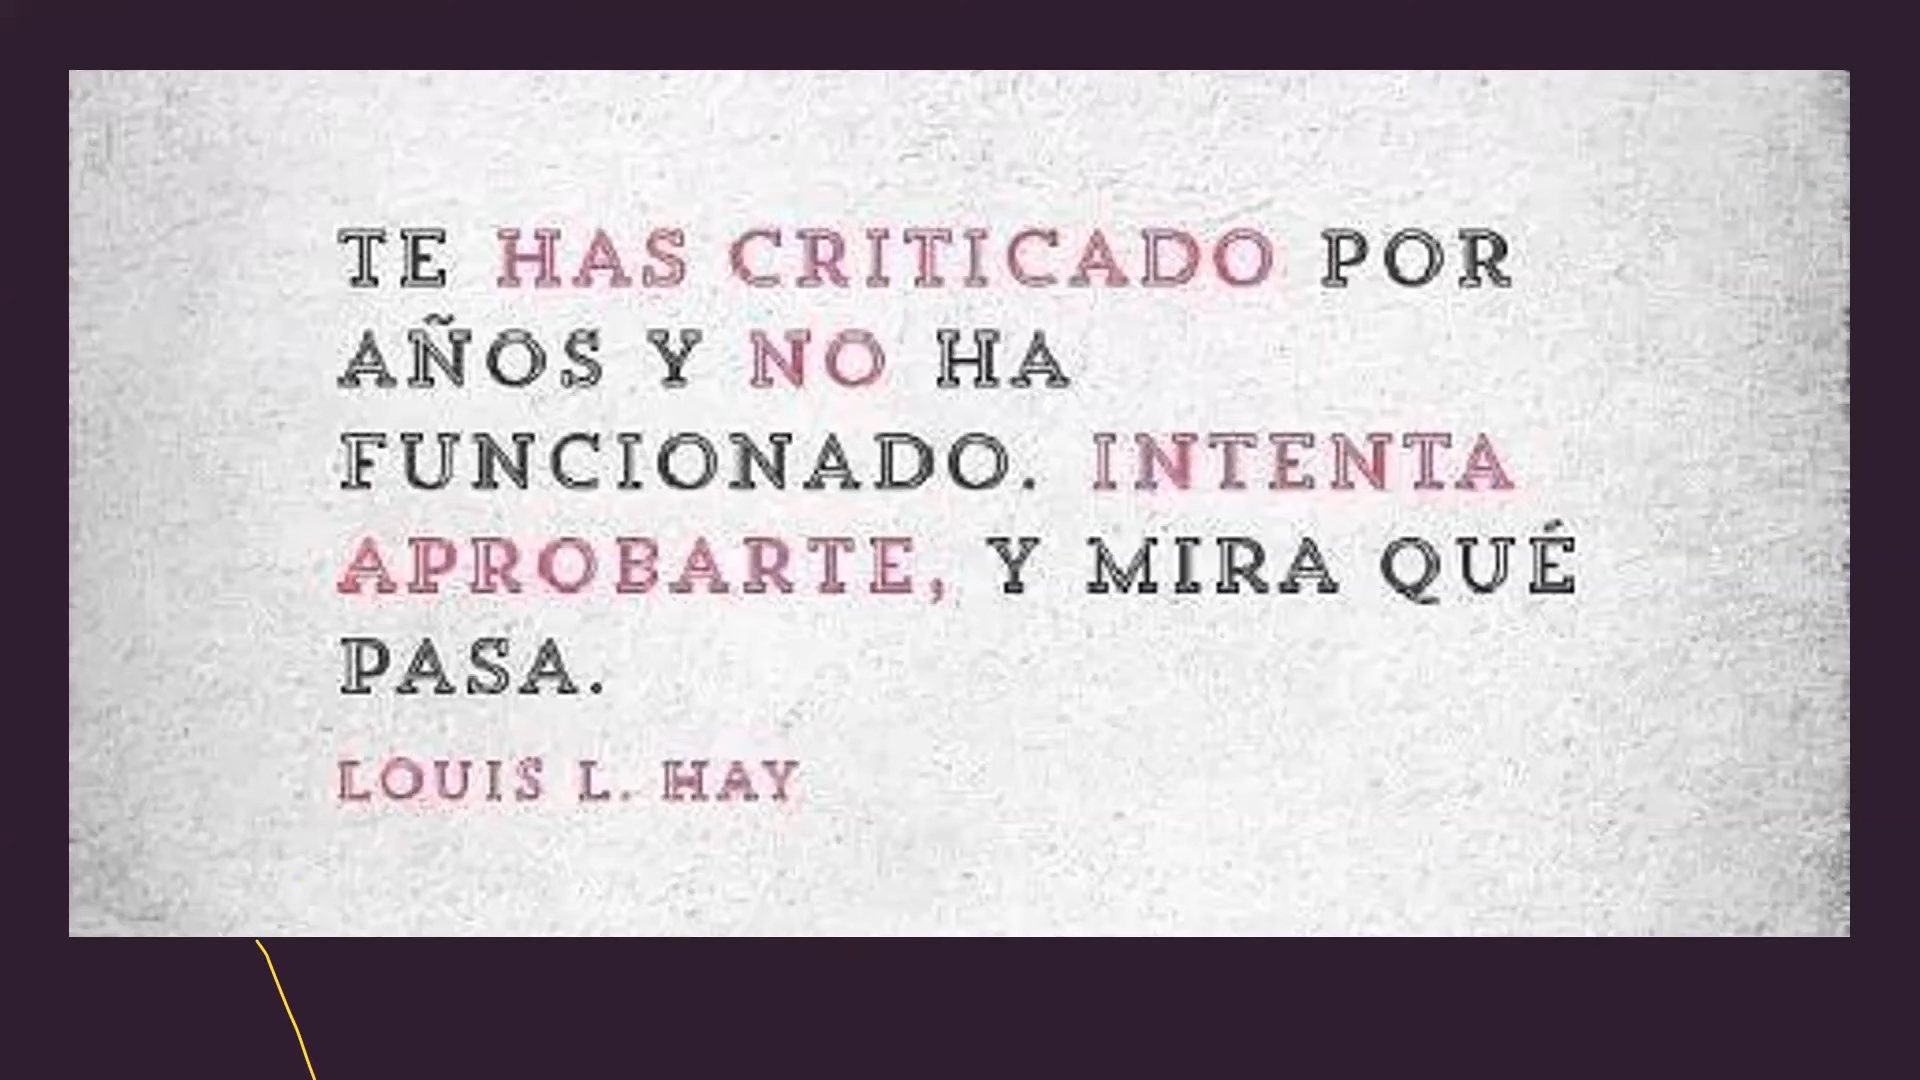 TE HAS CRITICADO POR
AÑOS Y NO HA
FUNCIONADO. INTENTA
APROBARTE, Y MIRA QUÉ
PASA.
LOUIS L. HAY